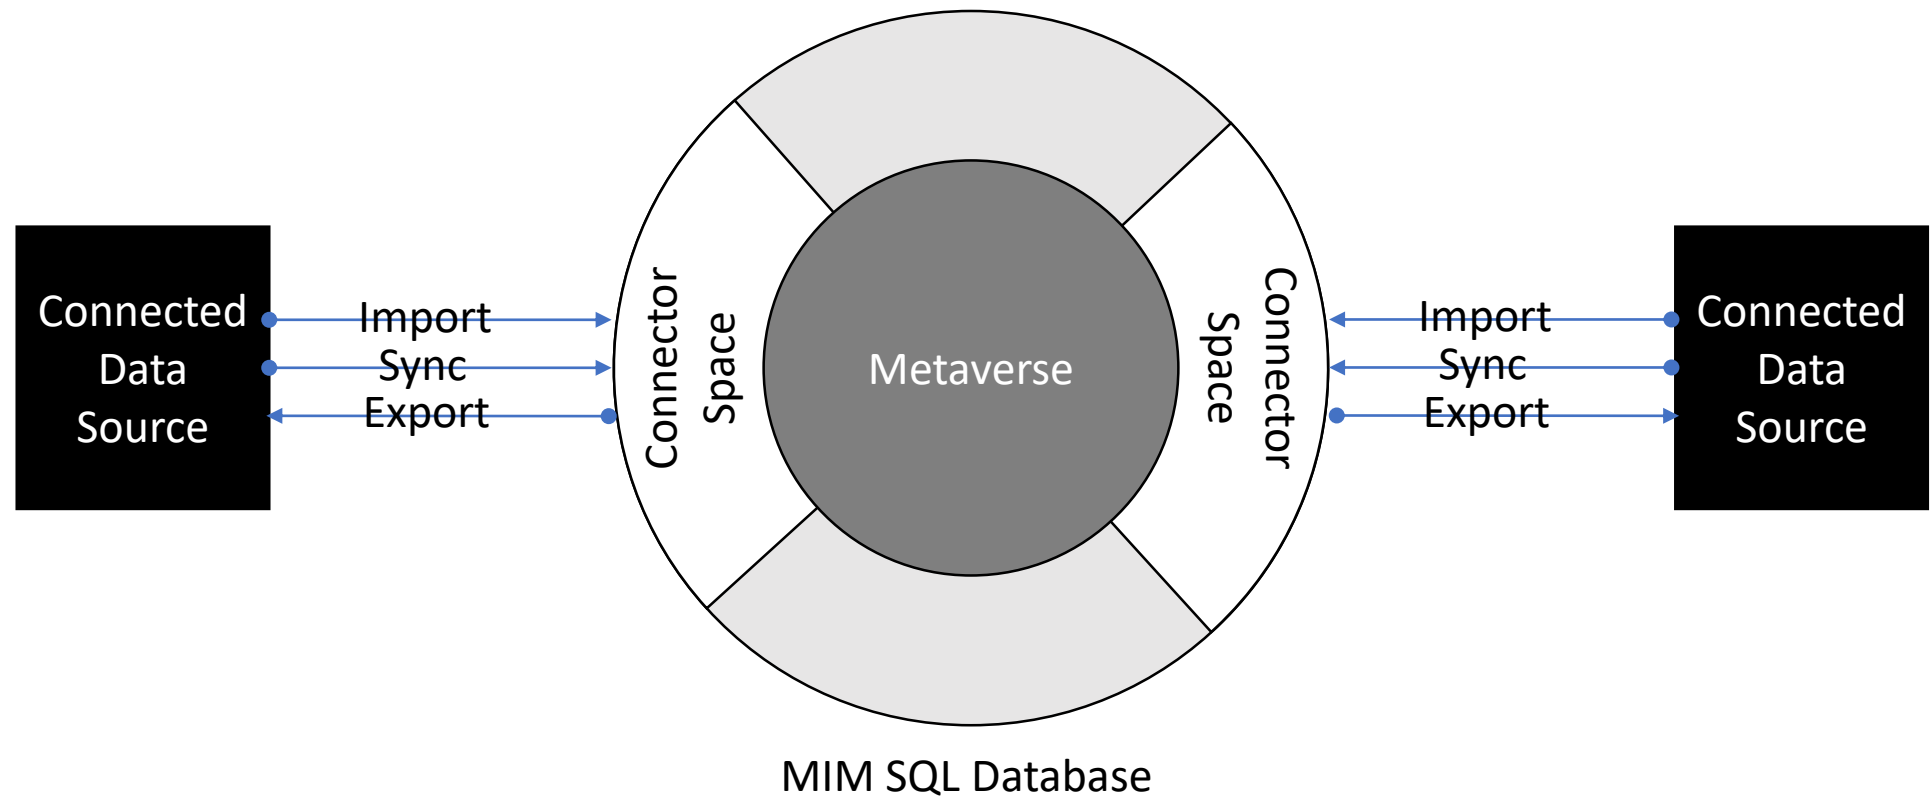 Connected
Data
Source
Import
Sync
Export
Connector
Space
Metaverse
Connector
Space
Import
Sync
Export
Connected
Data
Source
MIM SQL Database